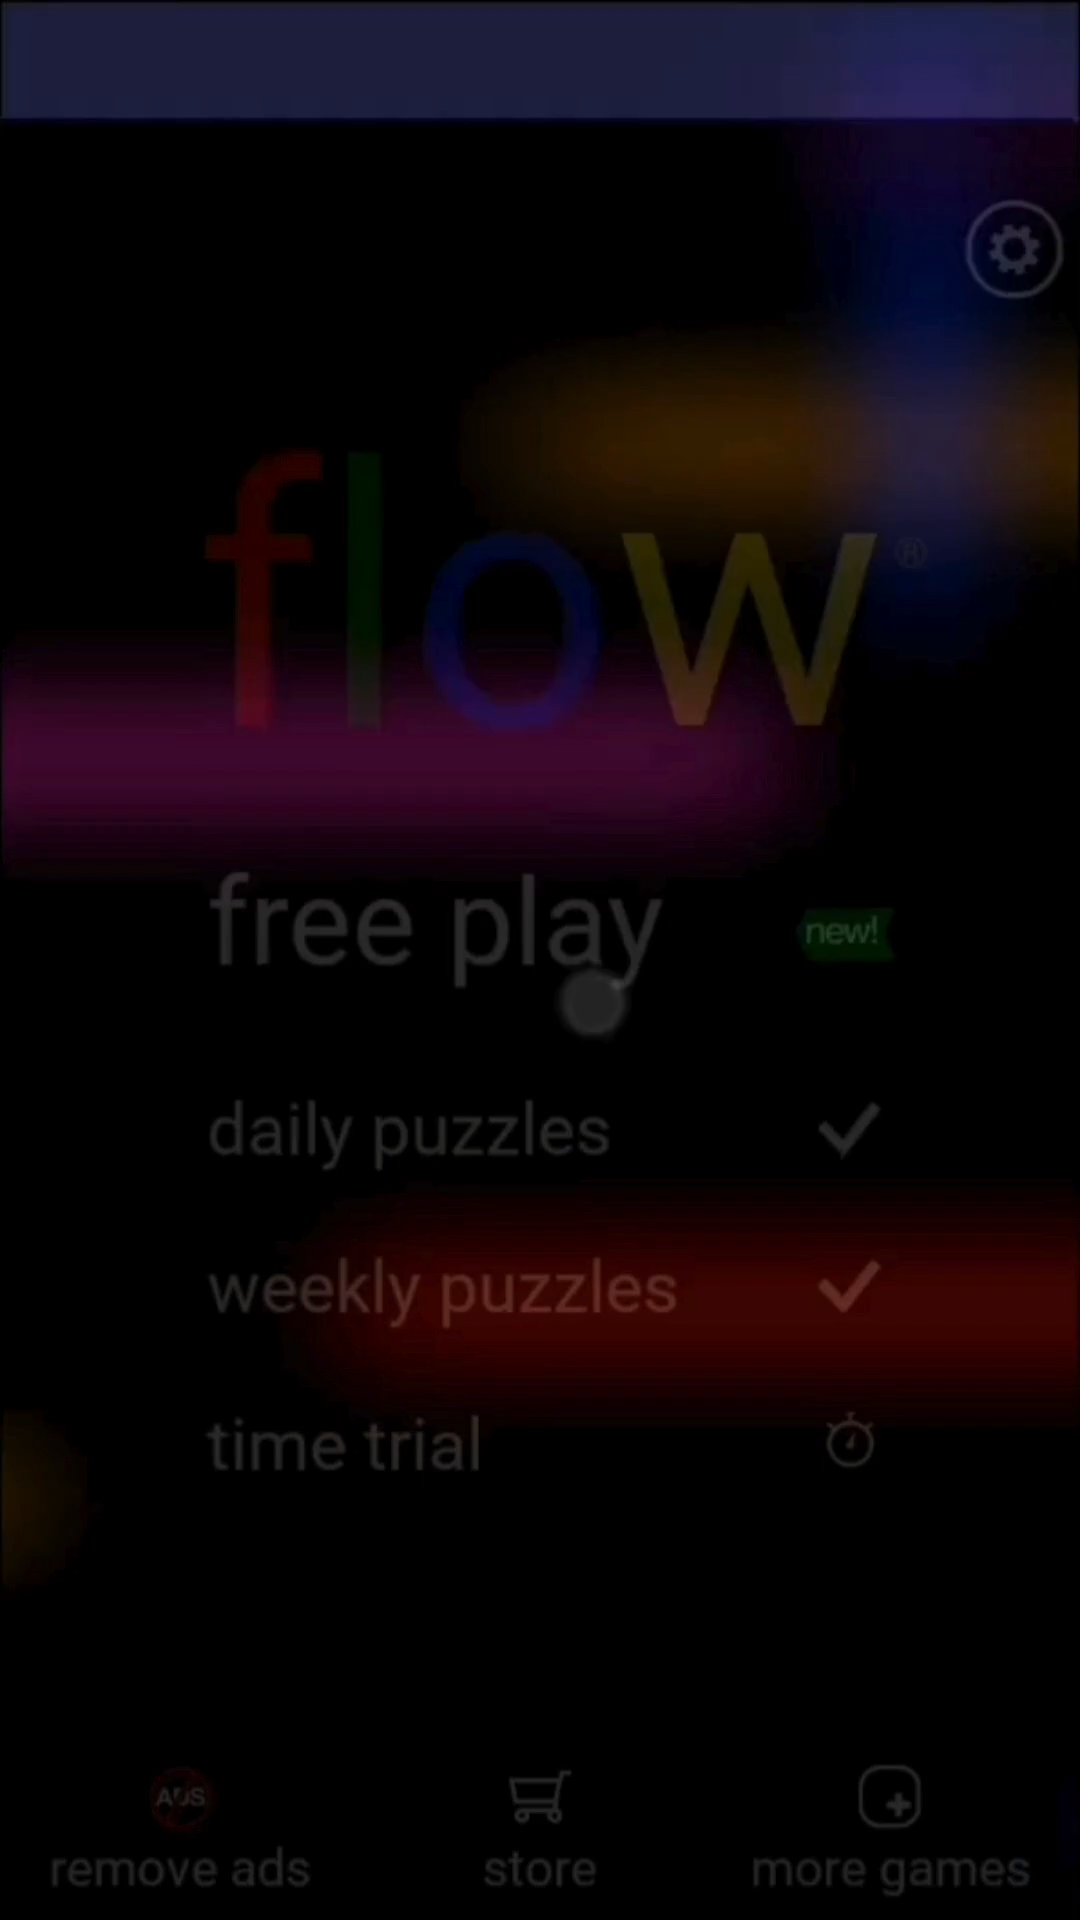 flow®
free play
new!
daily puzzles
weekly puzzles
time trial
ADS
remove ads
store
more games